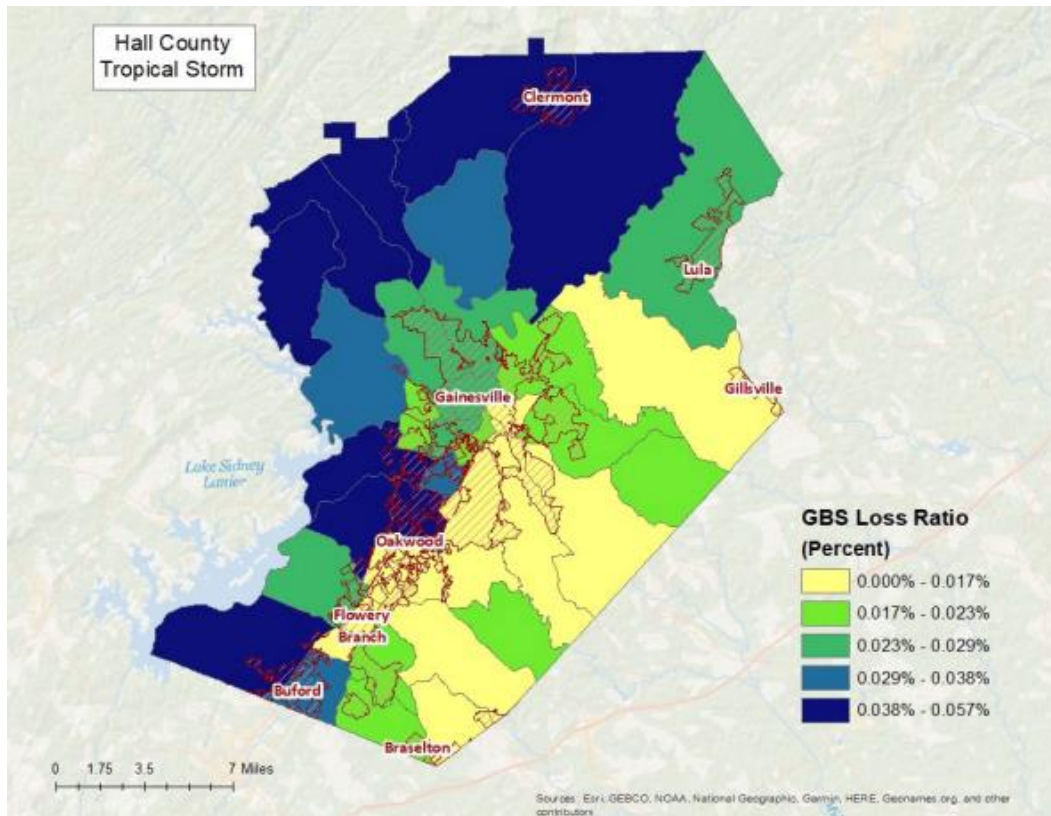 Hall County
Tropical Storm
Clermont
Lula
Gainesville
Gillsville
Lake Sidney
Lanier
Oakwood
Flowery
Branch
Buford
Braselton
GBS Loss Ratio
(Percent)
0.000% - 0.017%
0.017% - 0.023%
0.023% - 0.029%
0.029% - 0.038%
0.038% - 0.057%
0 1.75 3.5 7 Miles
Sources: Esri, GEBCO, NOAA, National Geographic, Garmin, HERE, Geonames.org, and other
contributors